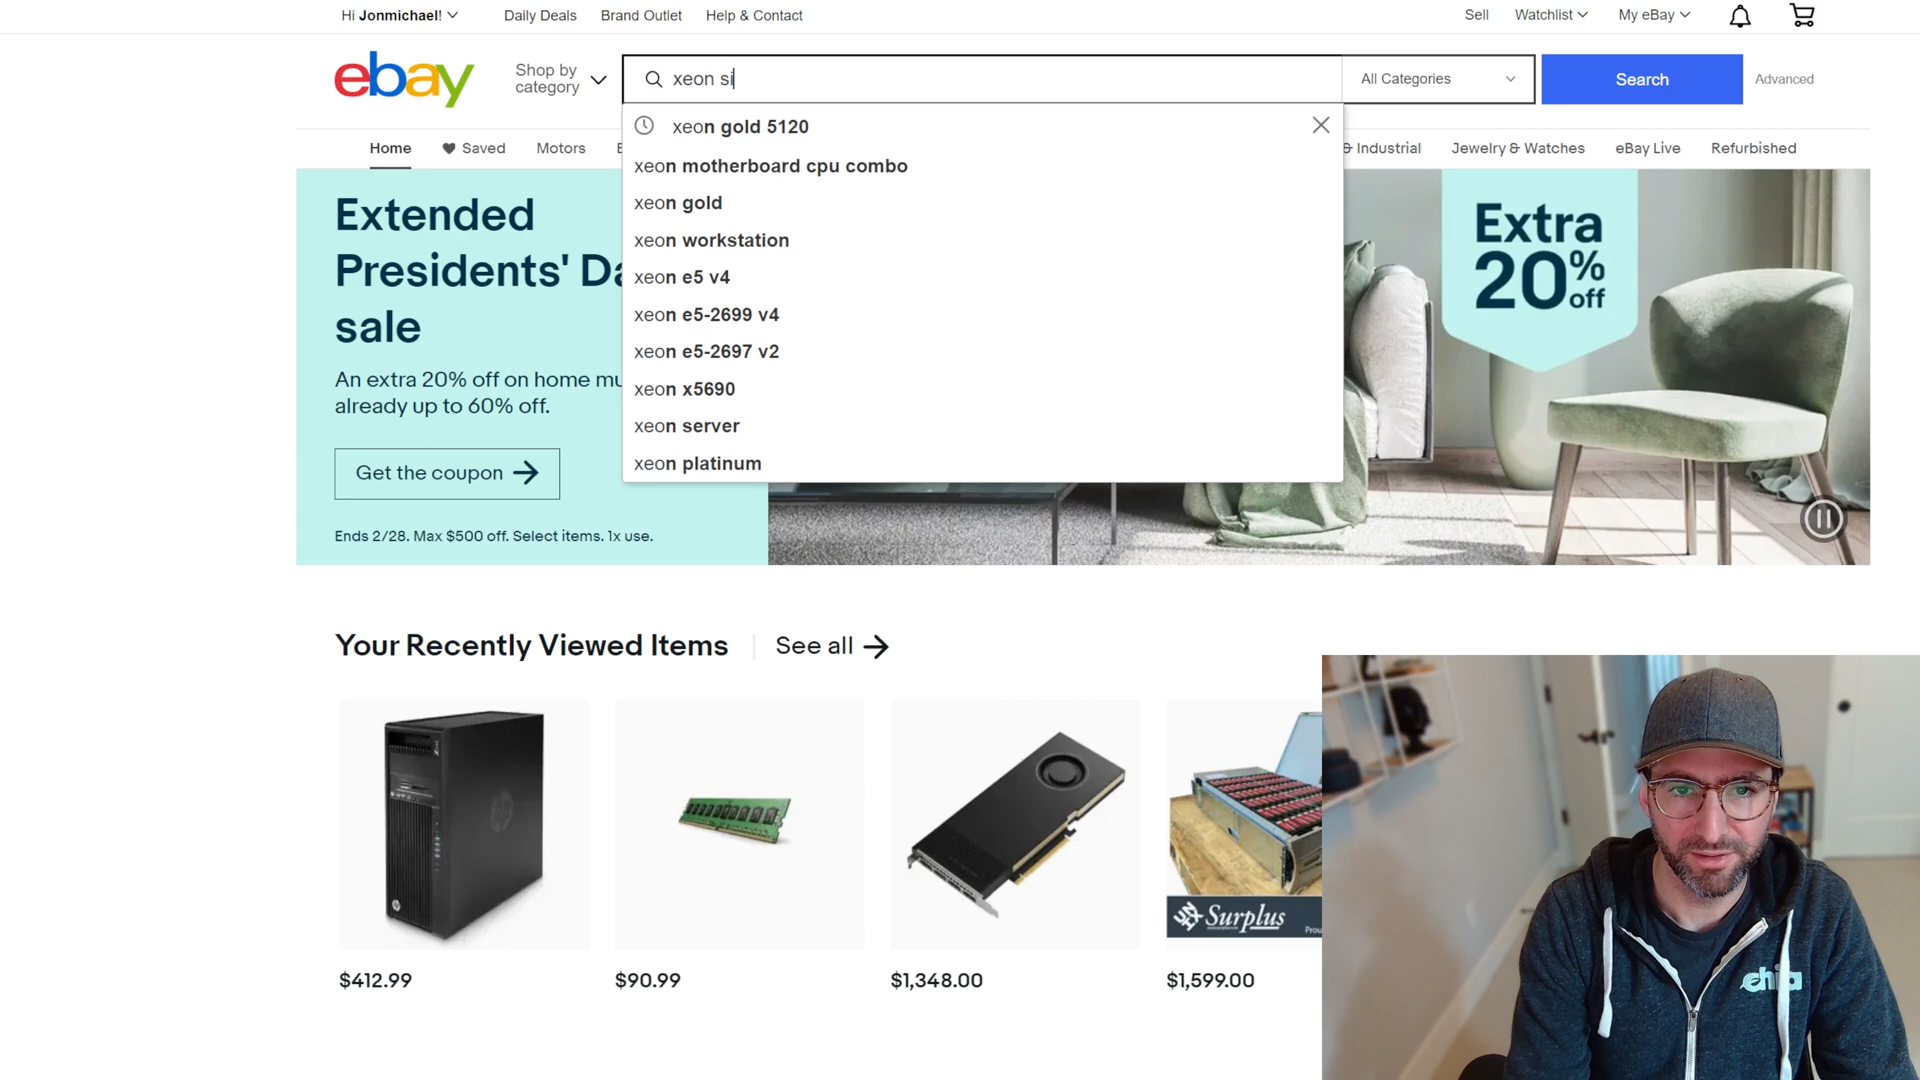 Hi Jonmichael!
Daily Deals
Brand Outlet
Help & Contact
Sell
Watchlist
My eBay
ebay
Shop by
category
xeon si
All Categories
Search
Advanced
xeon gold 5120
xeon motherboard cpu combo
xeon gold
xeon workstation
xeon e5 v4
xeon e5-2699 v4
xeon e5-2697 v2
xeon x5690
xeon server
xeon platinum
Home
Saved
Motors
E
& Industrial
Jewelry & Watches
eBay Live
Refurbished
Extended
Presidents' Da
sale
An extra 20% off on home mu
already up to 60% off.
Get the coupon
Ends 2/28. Max $500 off. Select items. 1x use.
Extra
20% off
Your Recently Viewed Items
See all
Surplus
Prou
$412.99
$90.99
$1,348.00
$1,599.00
chia